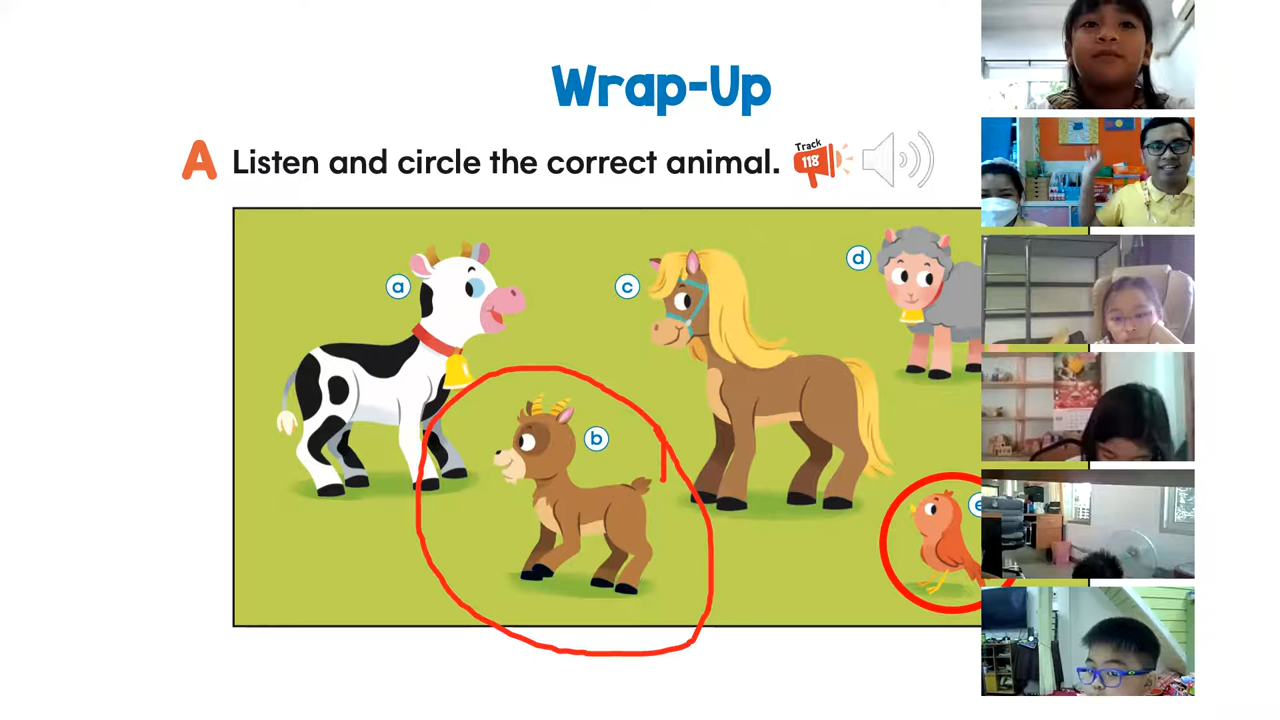 Wrap-Up
A Listen and circle the correct animal. Track 118
a
c
d
b
e